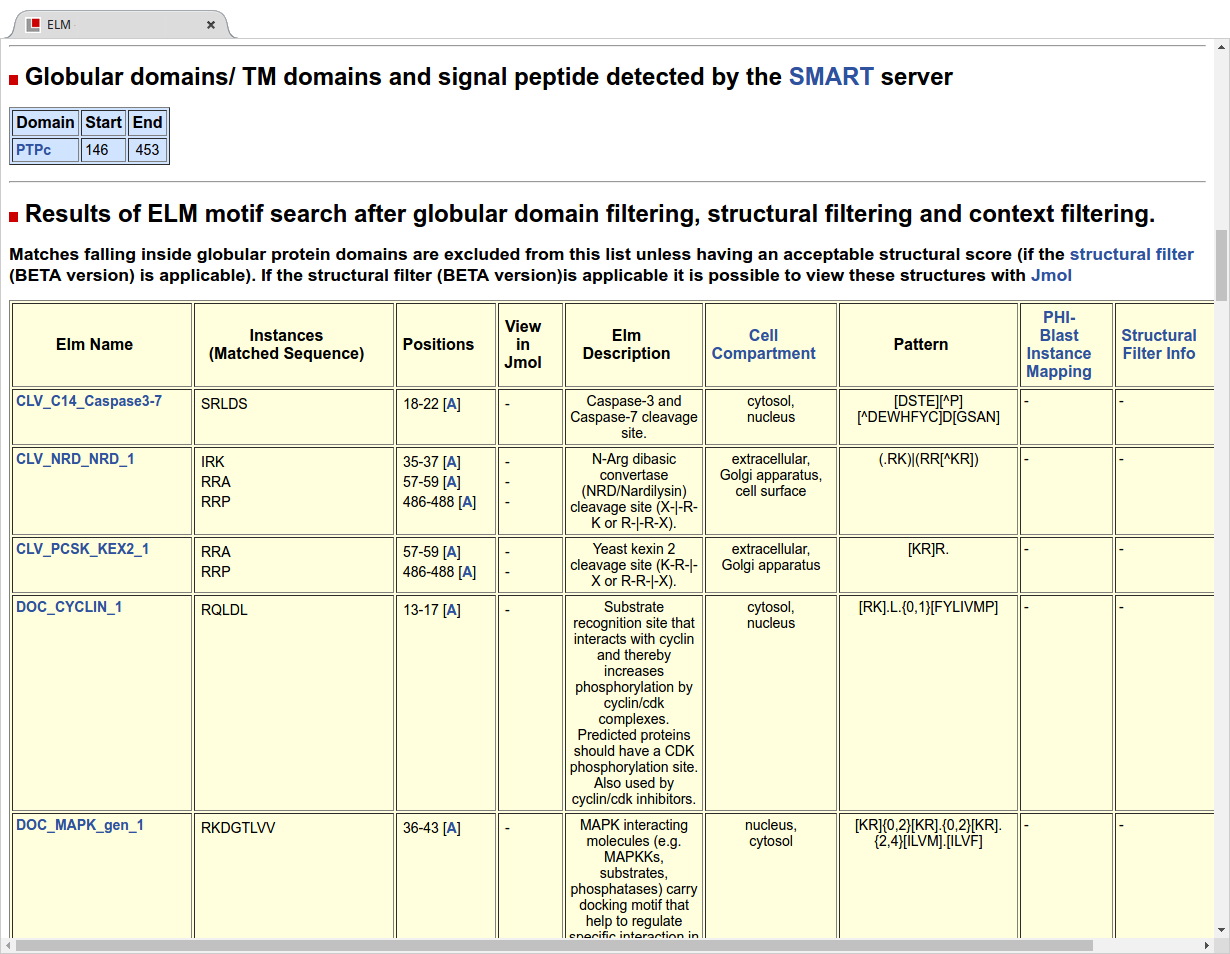 ELM
Globular domains/ TM domains and signal peptide detected by the SMART server
Domain Start End
PTPc 146 453
Results of ELM motif search after globular domain filtering, structural filtering and context filtering.
Matches falling inside globular protein domains are excluded from this list unless having an acceptable structural score (if the structural filter
(BETA version) is applicable). If the structural filter (BETA version)is applicable it is possible to view these structures with Jmol
Elm Name
Instances
(Matched Sequence)
Positions
View
in
Jmol
Elm
Description
Cell
Compartment
Pattern
PHI-
Blast
Instance
Mapping
Structural
Filter Info
CLV_C14_Caspase3-7
SRLDS
18-22 [A]
-
Caspase-3 and
Caspase-7 cleavage
site.
cytosol,
nucleus
[DSTE][^P]
[^DEWHFYC]D[GSAN]
-
-
CLV_NRD_NRD_1
IRK
RRA
RRP
35-37 [A]
57-59 [A]
486-488 [A]
-
-
-
N-Arg dibasic
convertase
(NRD/Nardilysin)
cleavage site (X-|-R-
K or R-|-R-X).
extracellular,
Golgi apparatus,
cell surface
(.RK)|(RR[^KR])
-
-
CLV_PCSK_KEX2_1
RRA
RRP
57-59 [A]
486-488 [A]
-
-
Yeast kexin 2
cleavage site (K-R-|-
X or R-R-|-X).
extracellular,
Golgi apparatus
[KR]R.
-
-
DOC_CYCLIN_1
RQLDL
13-17 [A]
-
Substrate
recognition site that
interacts with cyclin
and thereby
increases
phosphorylation by
cyclin/cdk
complexes.
Predicted proteins
should have a CDK
phosphorylation site.
Also used by
cyclin/cdk inhibitors.
cytosol,
nucleus
[RK].L.{0,1}[FYLIVMP]
-
-
DOC_MAPK_gen_1
RKDGTLVV
36-43 [A]
-
MAPK interacting
molecules (e.g.
MAPKKs,
substrates,
phosphatases) carry
docking motif that
help to regulate
specific interaction in
nucleus,
cytosol
[KR]{0,2}[KR].{0,2}[KR].
{2,4}[ILVM].[ILVF]
-
-